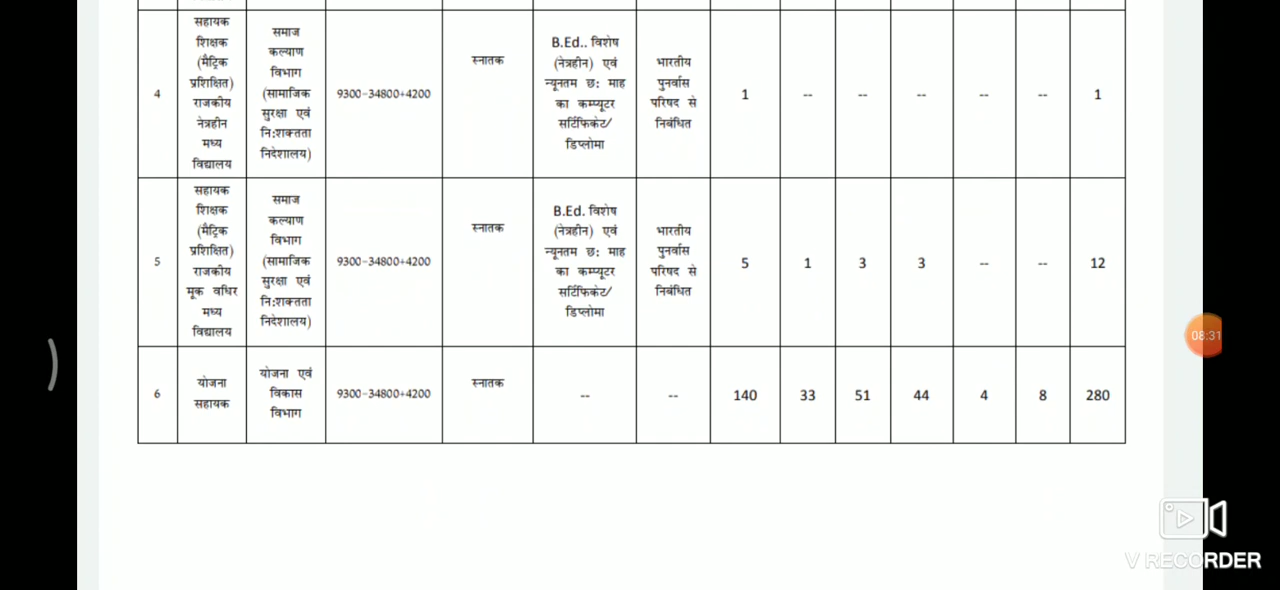 4
सहायक
शिक्षक
(मैट्रिक
प्रशिक्षित)
राजकीय
नेत्रहीन
मध्य
विद्यालय
समाज
कल्याण
विभाग
(सामाजिक
सुरक्षा एवं
नि:शक्तता
निदेशालय)
9300-34800+4200
स्नातक
B.Ed.. विशेष
(नेत्रहीन) एवं
न्यूनतम छ: माह
का कम्प्यूटर
सर्टिफिकेट/
डिप्लोमा
भारतीय
पुनर्वास
परिषद से
निबंधित
1 -- -- -- -- -- 1
5
सहायक
शिक्षक
(मैट्रिक
प्रशिक्षित)
राजकीय
मूक वधिर
मध्य
विद्यालय
समाज
कल्याण
विभाग
(सामाजिक
सुरक्षा एवं
नि:शक्तता
निदेशालय)
9300-34800+4200
स्नातक
B.Ed. विशेष
(नेत्रहीन) एवं
न्यूनतम छ: माह
का कम्प्यूटर
सर्टिफिकेट/
डिप्लोमा
भारतीय
पुनर्वास
परिषद से
निबंधित
5 1 3 3 -- -- 12
6
योजना
सहायक
योजना एवं
विकास
विभाग
9300-34800+4200
स्नातक
--
--
140 33 51 44 4 8 280
08:31
V RECORDER